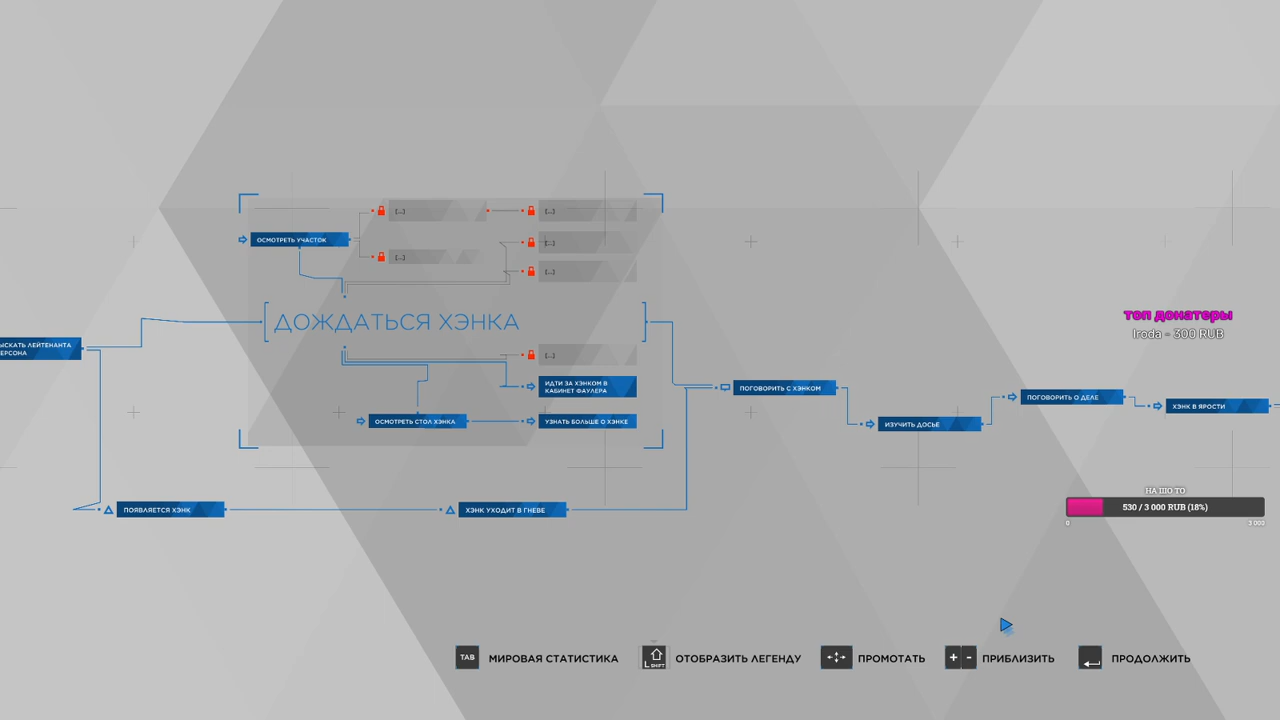 [...]
[...]
ОСМОТРЕТЬ УЧАСТОК
[...]
[...]
[...]
ДОЖДАТЬСЯ ХЭНКА
ЫСКАТЬ ЛЕЙТЕНАНТА
ЕРСОНА
[...]
ИДТИ ЗА ХЭНКОМ В
КАБИНЕТ ФАУЛЕРА
ОСМОТРЕТЬ СТОЛ ХЭНКА
УЗНАТЬ БОЛЬШЕ О ХЭНКЕ
ПОГОВОРИТЬ С ХЭНКОМ
ИЗУЧИТЬ ДОСЬЕ
ПОГОВОРИТЬ О ДЕЛЕ
ХЭНК В ЯРОСТИ
ПОЯВЛЯЕТСЯ ХЭНК
ХЭНК УХОДИТ В ГНЕВЕ
топ донатеры
Iroda - 300 RUB
НА ШО ТО
530 / 3 000 RUB (18%)
0 3 000
TAB МИРОВАЯ СТАТИСТИКА
L SHIFT ОТОБРАЗИТЬ ЛЕГЕНДУ
ПРОМОТАТЬ
+ - ПРИБЛИЗИТЬ
ПРОДОЛЖИТЬ